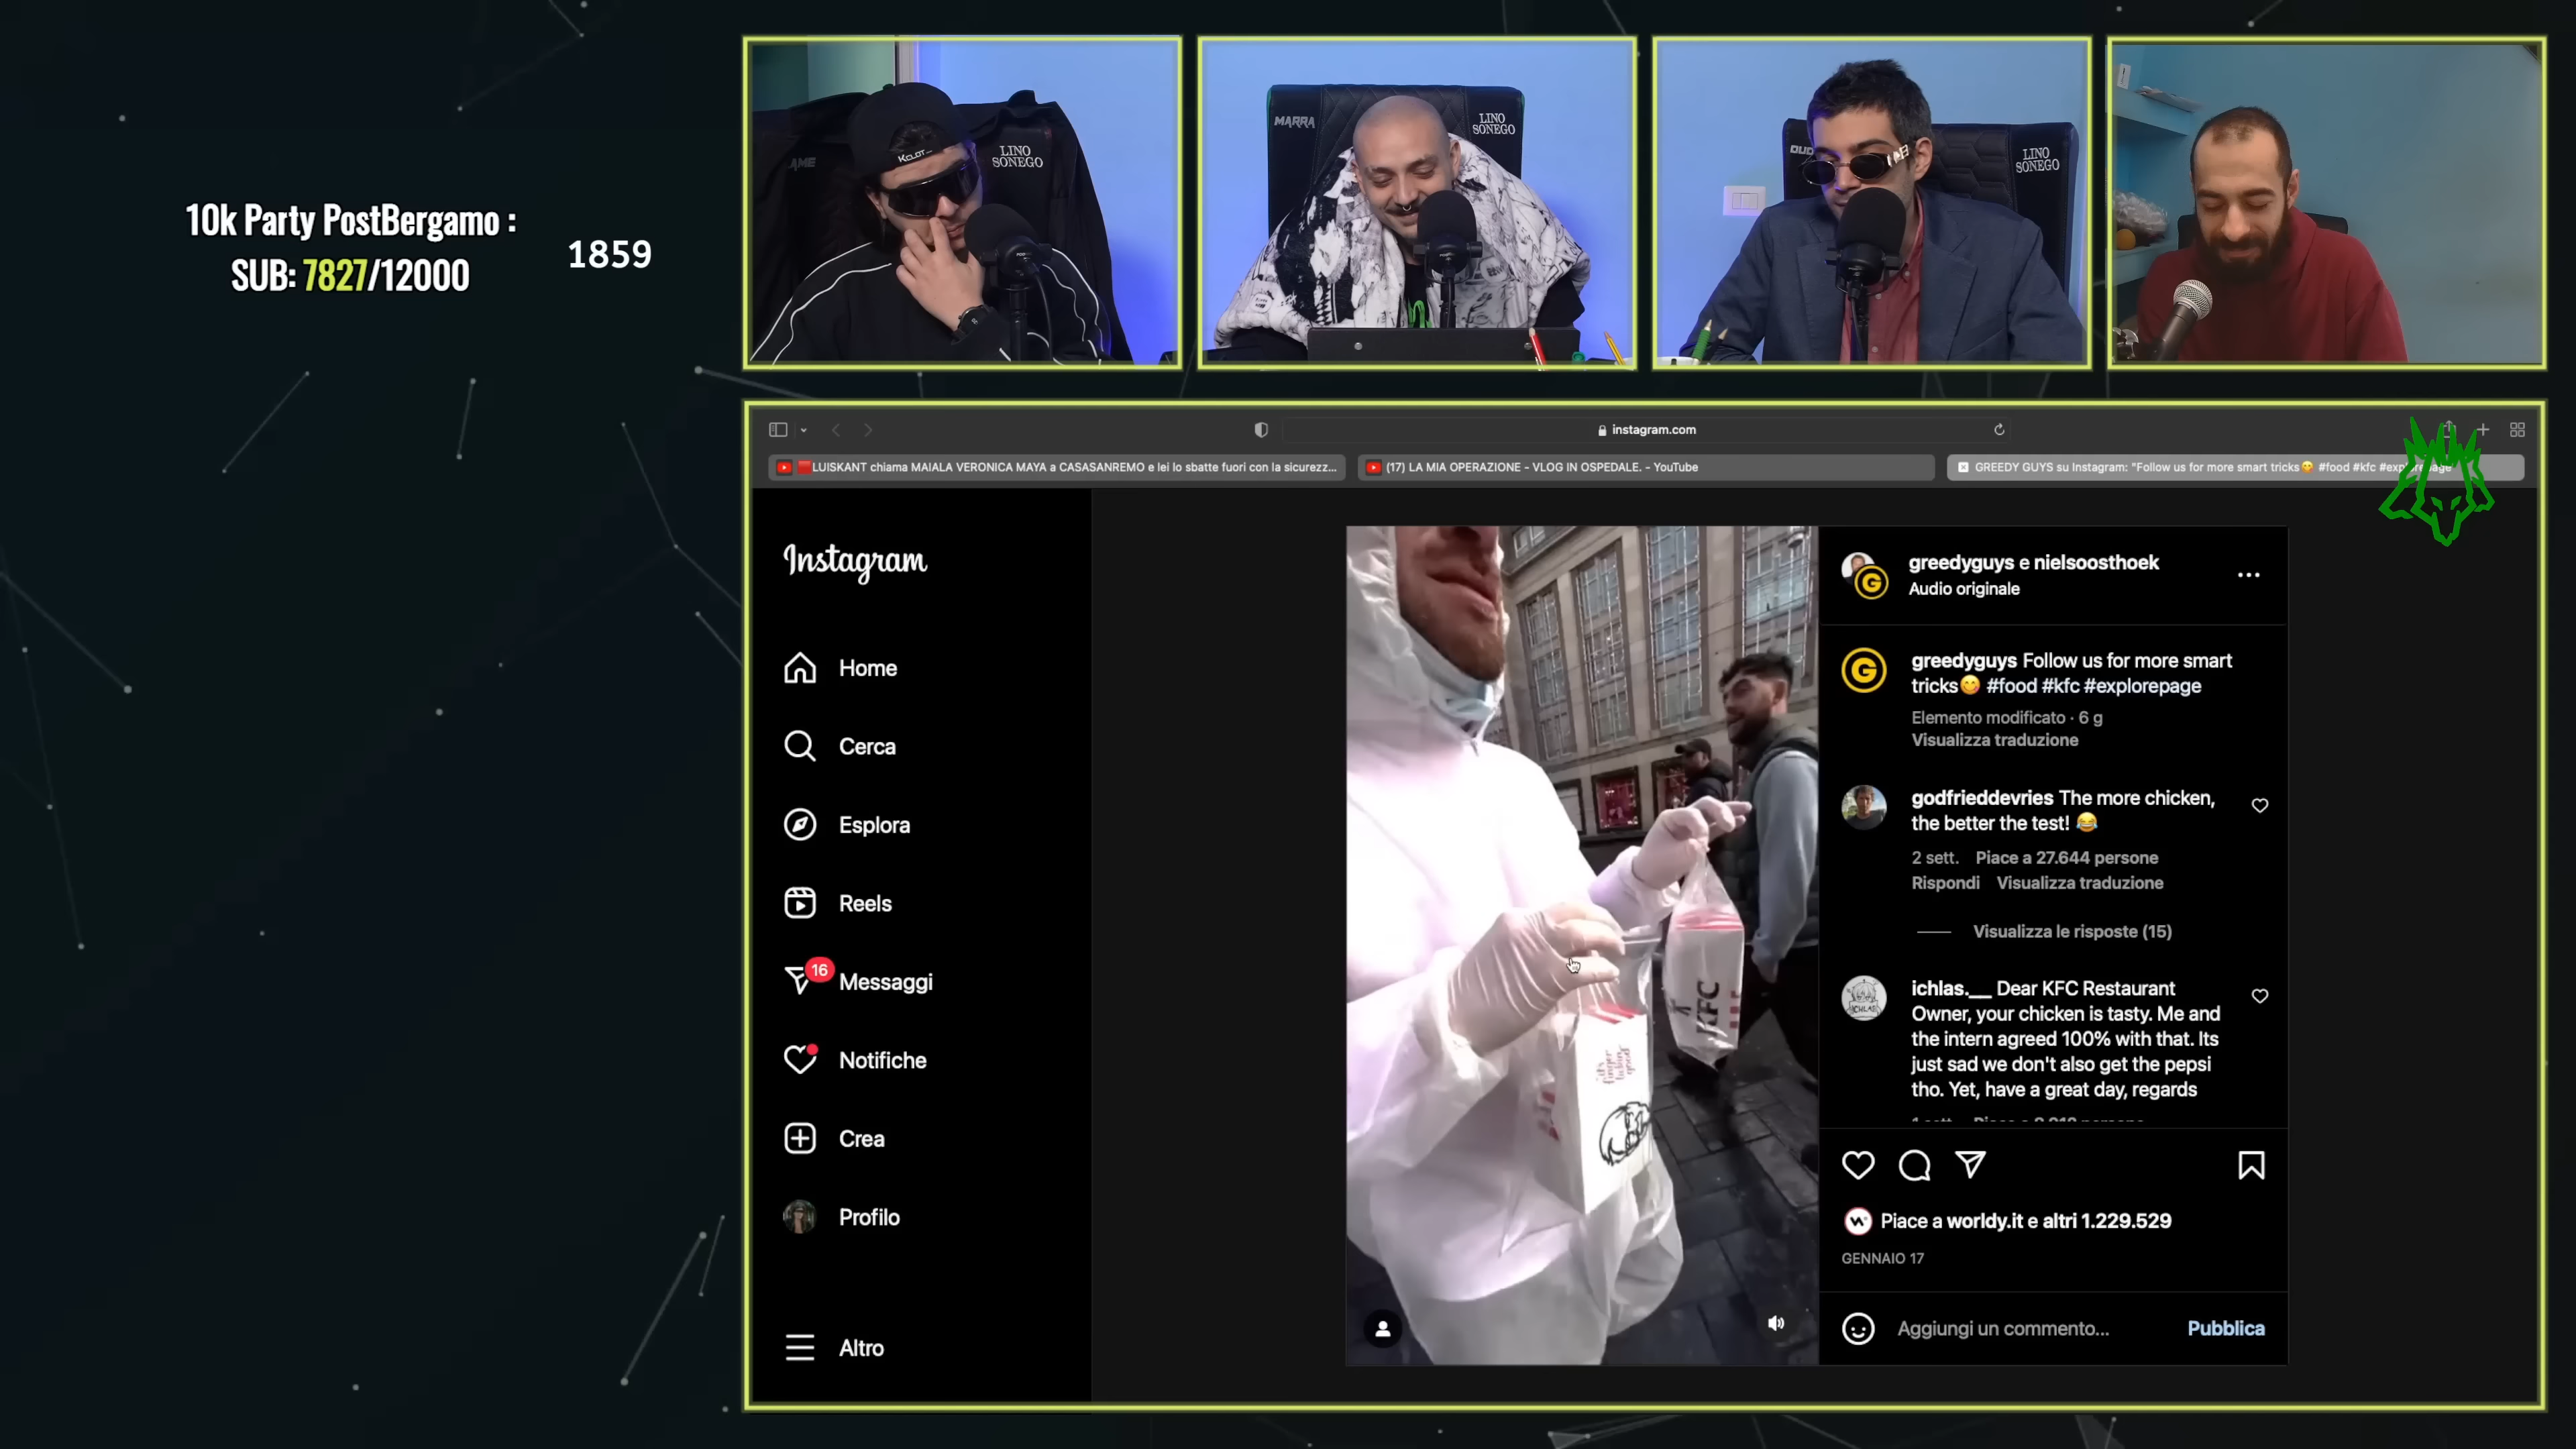 10k Party PostBergamo :
SUB: 7827/12000
1859
LINO
SONEGO
MARRA
LINO
SONEGO
LINO
SONEGO
instagram.com
LUISKANT chiama MAIALA VERONICA MAYA a CASASANREMO e lei lo sbatte fuori con la sicurezz...
(17) LA MIA OPERAZIONE - VLOG IN OSPEDALE. - YouTube
GREEDY GUYS su Instagram: "Follow us for more smart tricks😋 #food #kfc #explorepage"
Instagram
Home
Cerca
Esplora
Reels
16
Messaggi
Notifiche
Crea
Profilo
Altro
KFC
it's
finger
lickin'
good
G
greedyguys e nielsoosthoek
Audio originale
G
greedyguys Follow us for more smart
tricks😋 #food #kfc #explorepage
Elemento modificato · 6 g
Visualizza traduzione
godfrieddevries The more chicken,
the better the test! 😂
2 sett. Piace a 27.644 persone
Rispondi Visualizza traduzione
Visualizza le risposte (15)
ichlas.__ Dear KFC Restaurant
Owner, your chicken is tasty. Me and
the intern agreed 100% with that. Its
just sad we don't also get the pepsi
tho. Yet, have a great day, regards
Piace a worldy.it e altri 1.229.529
GENNAIO 17
Aggiungi un commento...
Pubblica